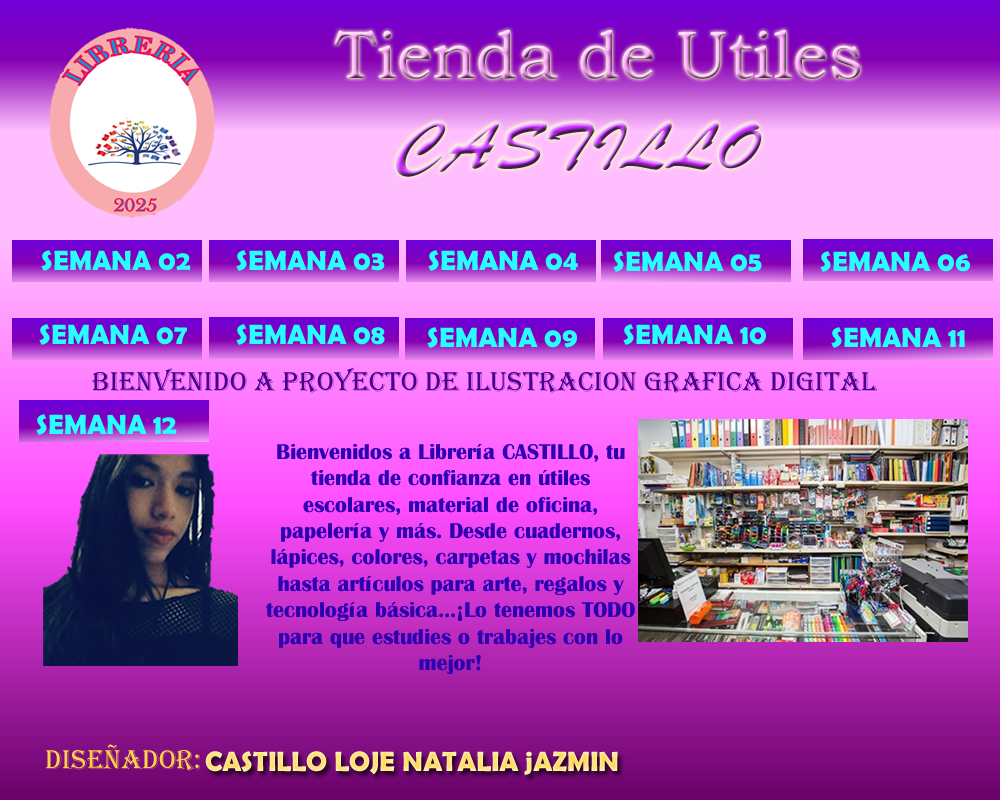 LIBRERIA
2025
Tienda de Utiles
CASTILLO
SEMANA 02
SEMANA 03
SEMANA 04
SEMANA 05
SEMANA 06
SEMANA 07
SEMANA 08
SEMANA 09
SEMANA 10
SEMANA 11
BIENVENIDO A PROYECTO DE ILUSTRACION GRAFICA DIGITAL
SEMANA 12
Bienvenidos a Librería CASTILLO, tu
tienda de confianza en útiles
escolares, material de oficina,
papelería y más. Desde cuadernos,
lápices, colores, carpetas y mochilas
hasta artículos para arte, regalos y
tecnología básica...¡Lo tenemos TODO
para que estudies o trabajes con lo
mejor!
DISEÑADOR: CASTILLO LOJE NATALIA jAZMIN